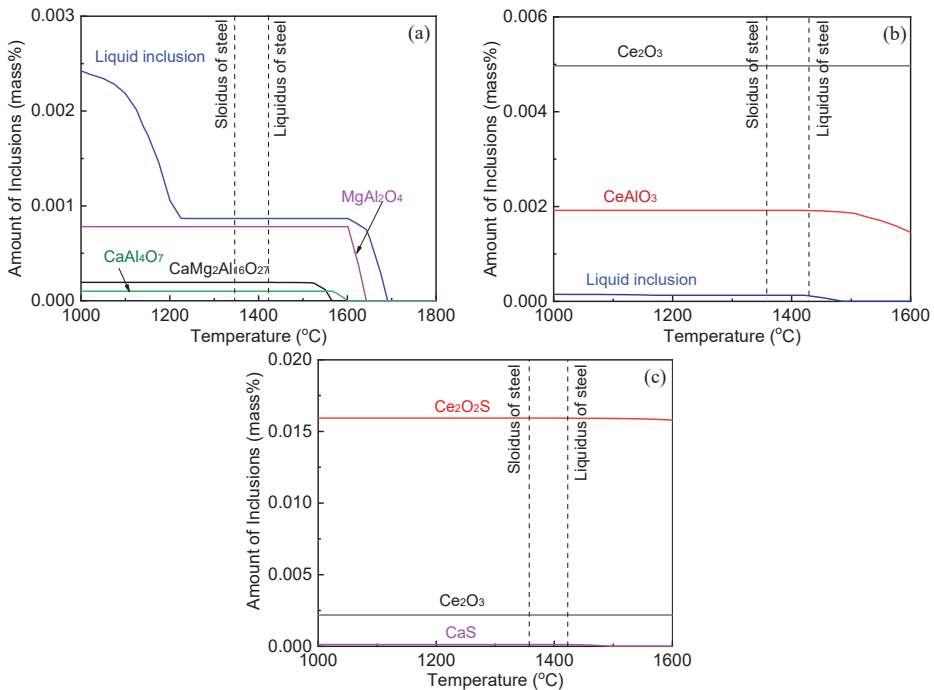 (a)
Amount of Inclusions (mass%)
0.003
0.002
0.001
0.000
Liquid inclusion
Sloidus of steel
Liquidus of steel
MgAl2O4
CaAl4O7
CaMg2Al16O27
1000
1200
1400
1600
1800
Temperature (°C)
(b)
Amount of Inclusions (mass%)
0.006
0.004
0.002
0.000
Ce2O3
Sloidus of steel
Liquidus of steel
CeAlO3
Liquid inclusion
1000
1200
1400
1600
Temperature (°C)
(c)
Amount of Inclusions (mass%)
0.020
0.015
0.010
0.005
0.000
Ce2O2S
Sloidus of steel
Liquidus of steel
Ce2O3
CaS
1000
1200
1400
1600
Temperature (°C)